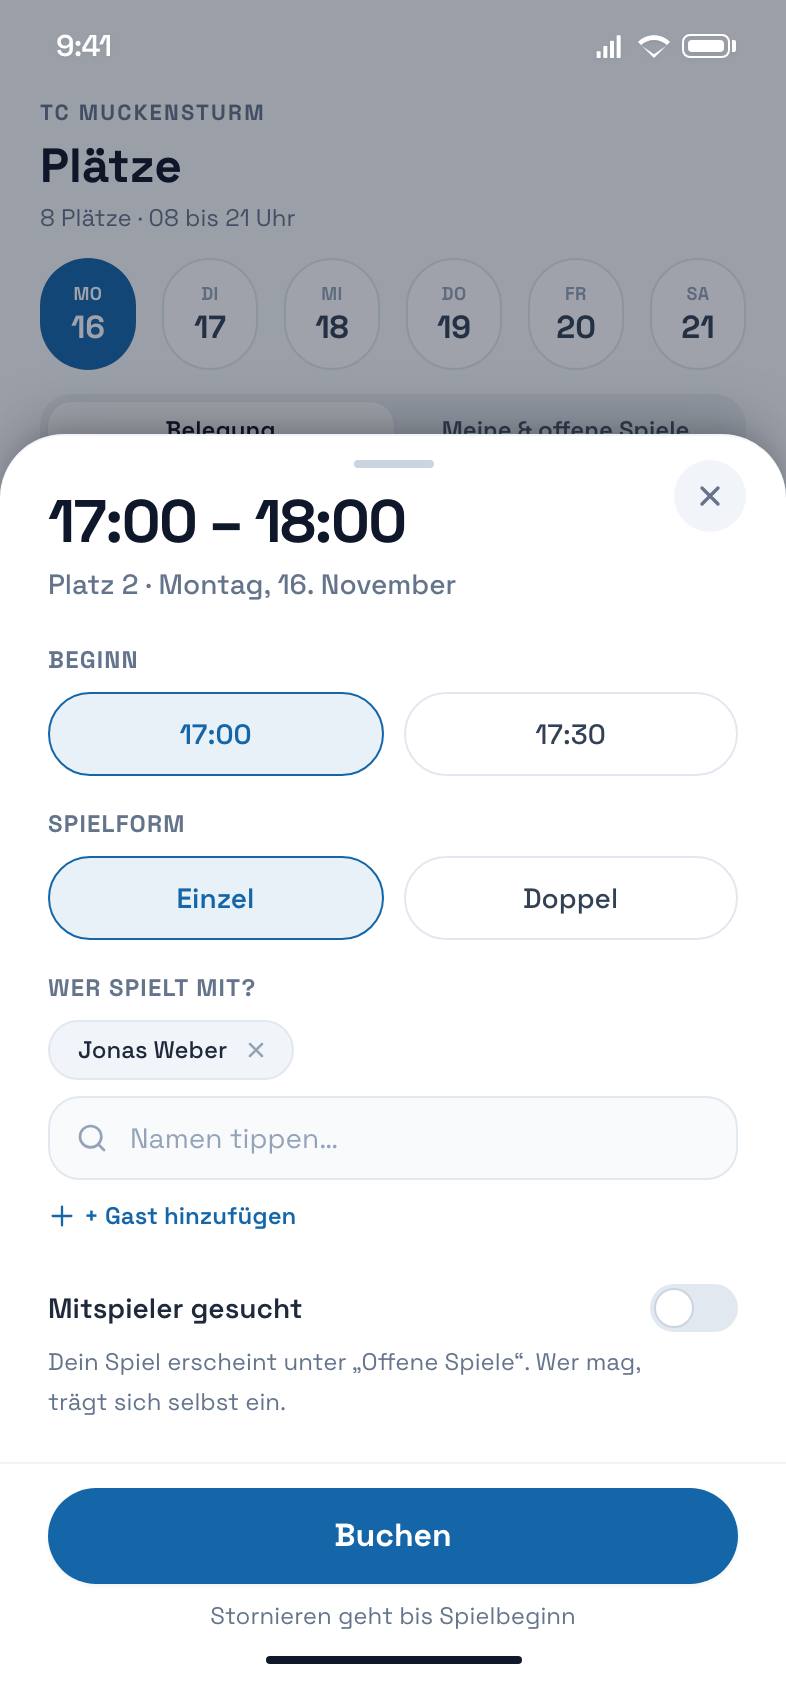 9:41
TC MUCKENSTURM
Plätze
8 Plätze · 08 bis 21 Uhr
MO DI MI DO FR SA
16 17 18 19 20 21
Belegung Meine & offene Spiele
17:00 – 18:00
Platz 2 · Montag, 16. November
BEGINN
17:00 17:30
SPIELFORM
Einzel Doppel
WER SPIELT MIT?
Jonas Weber
Namen tippen…
+ Gast hinzufügen
Mitspieler gesucht
Dein Spiel erscheint unter „Offene Spiele“. Wer mag,
trägt sich selbst ein.
Buchen
Stornieren geht bis Spielbeginn